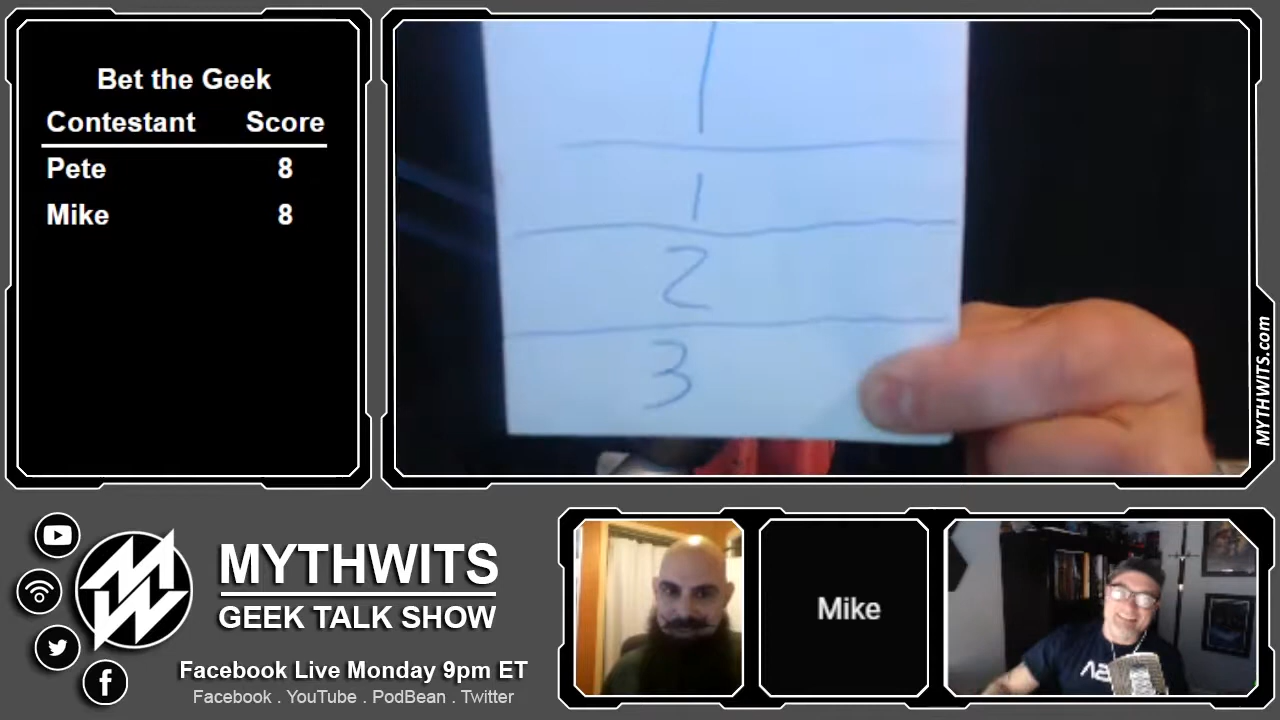 Bet the Geek
Contestant Score
Pete 8
Mike 8
1
1
2
3
MYTHWITS.com
MYTHWITS
GEEK TALK SHOW
Facebook Live Monday 9pm ET
Facebook . YouTube . PodBean . Twitter
Mike